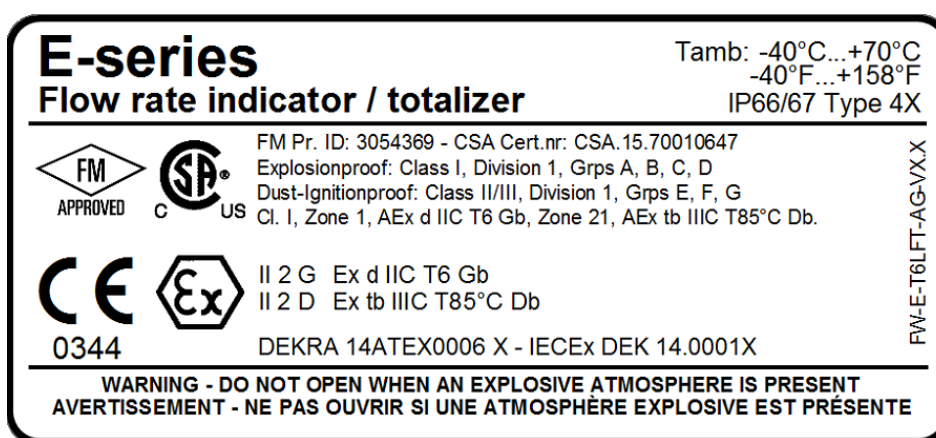 E-series
Flow rate indicator / totalizer
Tamb: -40°C...+70°C
-40°F...+158°F
IP66/67 Type 4X
FM
APPROVED
SA
C US
FM Pr. ID: 3054369 - CSA Cert.nr: CSA.15.70010647
Explosionproof: Class I, Division 1, Grps A, B, C, D
Dust-Ignitionproof: Class II/III, Division 1, Grps E, F, G
Cl. I, Zone 1, AEx d IIC T6 Gb, Zone 21, AEx tb IIIC T85°C Db.
CE
0344
Ex
II 2 G Ex d IIC T6 Gb
II 2 D Ex tb IIIC T85°C Db
DEKRA 14ATEX0006 X - IECEx DEK 14.0001X
FW-E-T6LFT-AG-VX.X
WARNING - DO NOT OPEN WHEN AN EXPLOSIVE ATMOSPHERE IS PRESENT
AVERTISSEMENT - NE PAS OUVRIR SI UNE ATMOSPHÈRE EXPLOSIVE EST PRÉSENTE